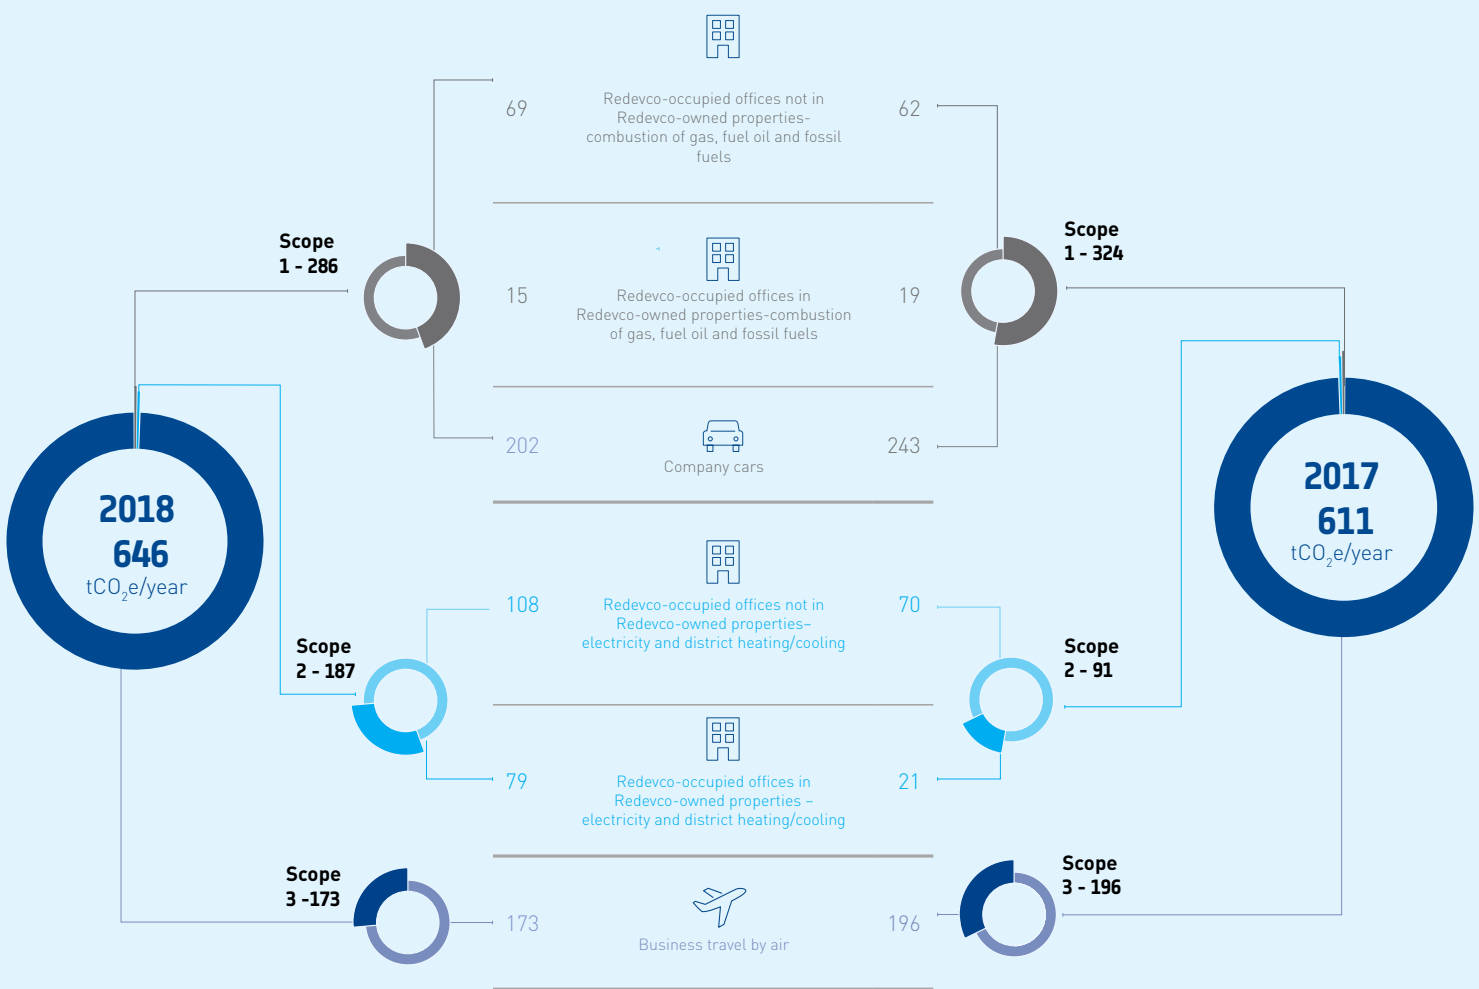 69
Redevco-occupied offices not in
Redevco-owned properties-
combustion of gas, fuel oil and fossil
fuels
62
Scope
1 - 286
Scope
1 - 324
15
Redevco-occupied offices in
Redevco-owned properties-combustion
of gas, fuel oil and fossil fuels
19
202
Company cars
243
2018
646
tCO2e/year
2017
611
tCO2e/year
108
Redevco-occupied offices not in
Redevco-owned properties–
electricity and district heating/cooling
70
Scope
2 - 187
Scope
2 - 91
79
Redevco-occupied offices in
Redevco-owned properties –
electricity and district heating/cooling
21
Scope
3 -173
Scope
3 - 196
173
Business travel by air
196